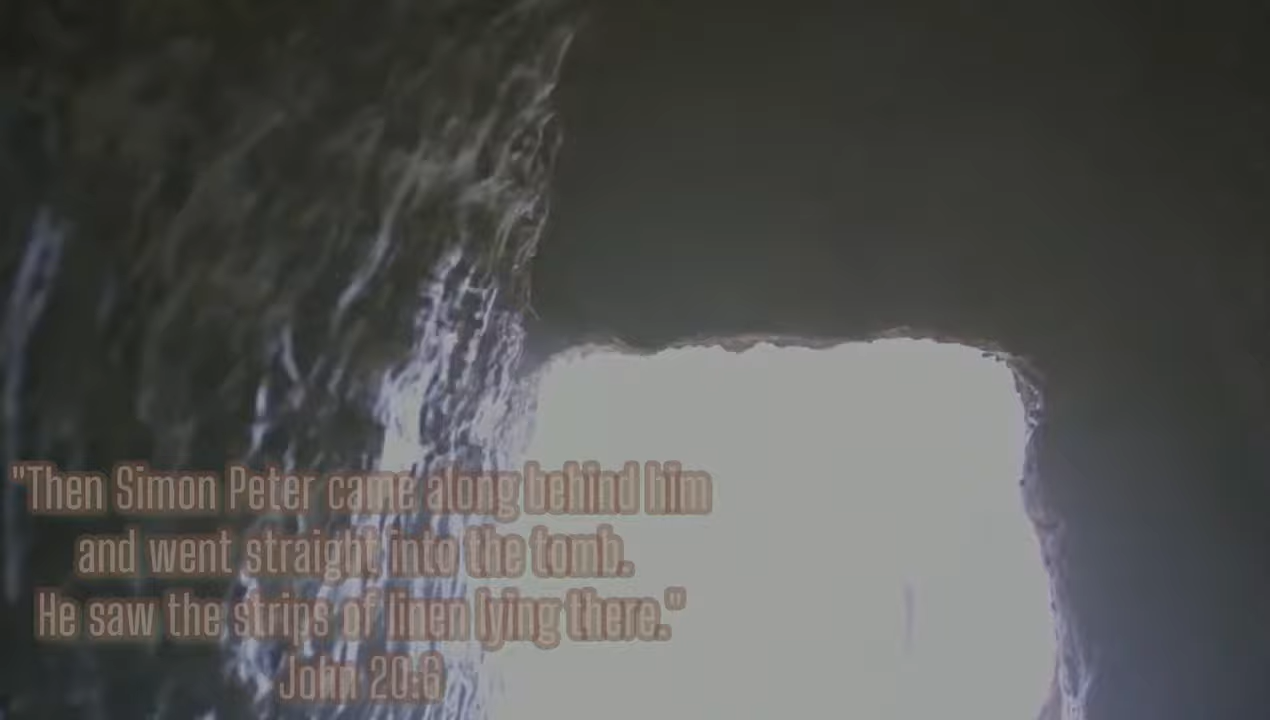 "Then Simon Peter came along behind him
and went straight into the tomb.
He saw the strips of linen lying there."
John 20:6